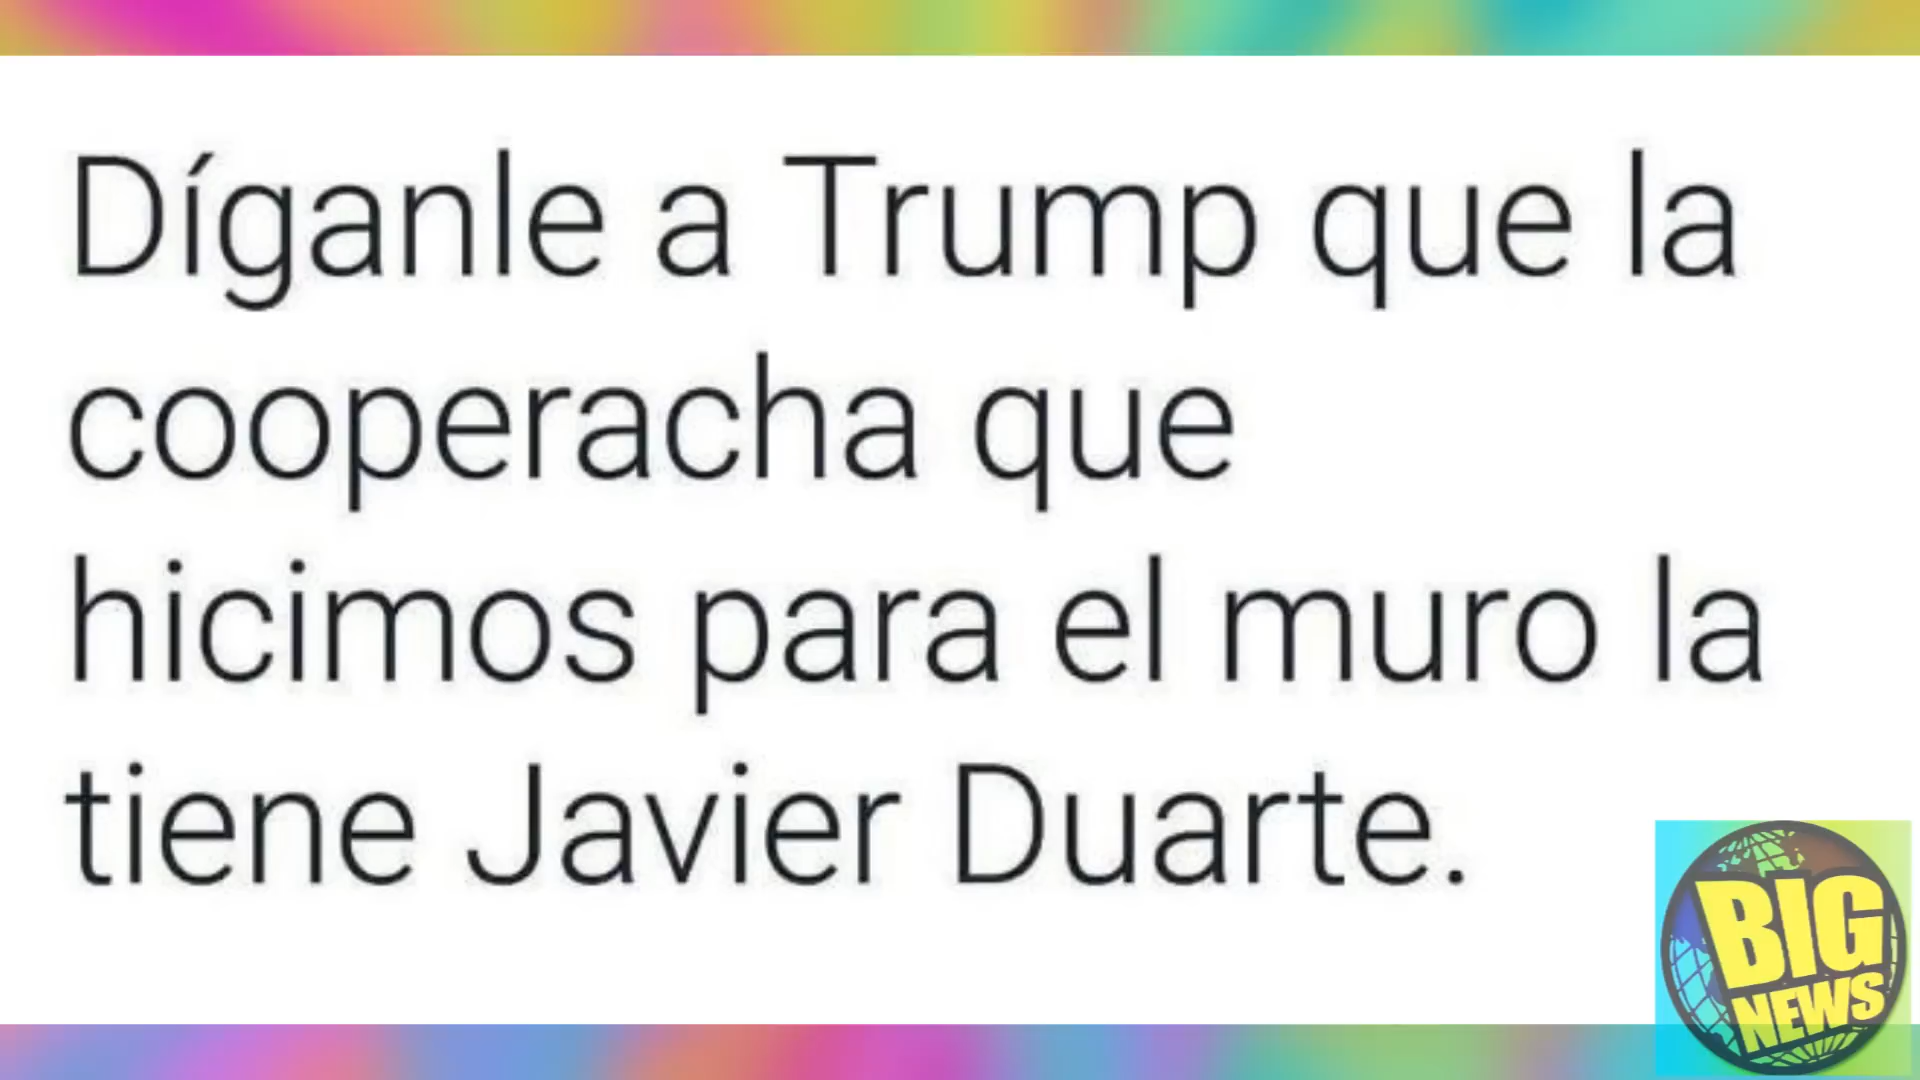 Díganle a Trump que la
cooperacha que
hicimos para el muro la
tiene Javier Duarte.
BIG
NEWS